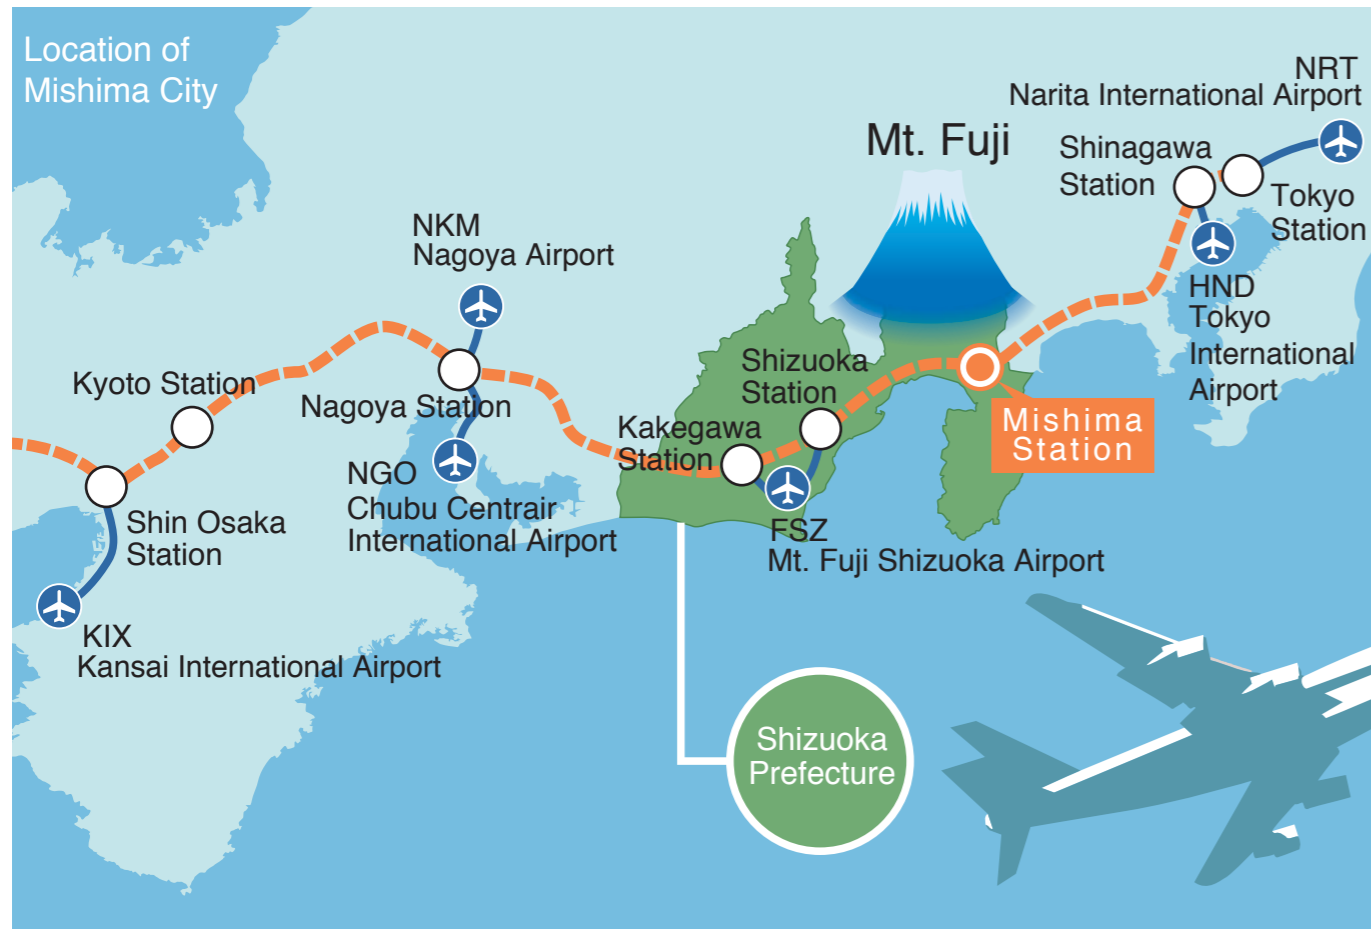 Location of
Mishima City
NRT
Narita International Airport
Mt. Fuji
Shinagawa
Station
Tokyo
Station
NKM
Nagoya Airport
HND
Tokyo
International
Airport
Kyoto Station
Nagoya Station
Shizuoka
Station
Kakegawa
Station
Mishima
Station
NGO
Chubu Centrair
International Airport
Shin Osaka
Station
FSZ
Mt. Fuji Shizuoka Airport
KIX
Kansai International Airport
Shizuoka
Prefecture